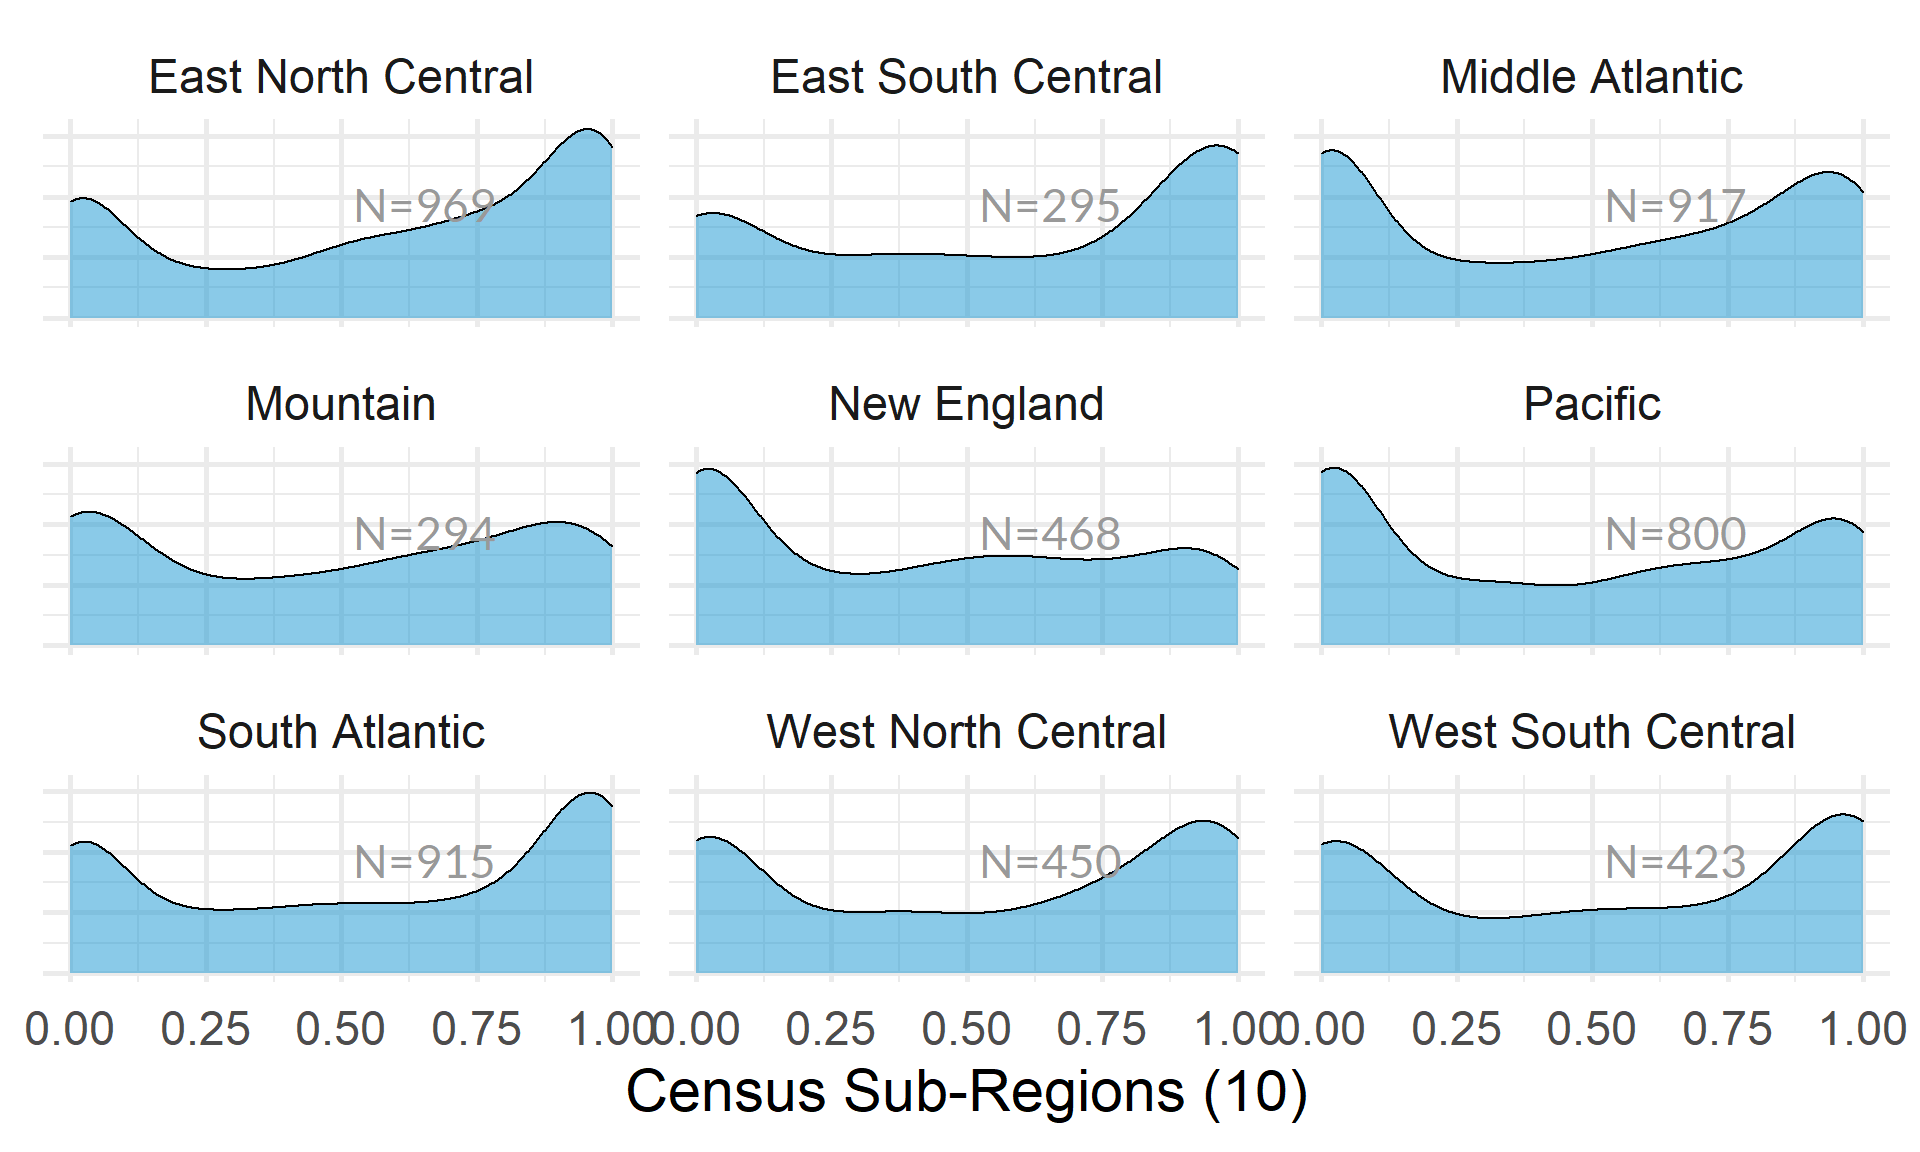 East North Central East South Central Middle Atlantic
N=969 N=295 N=917
Mountain New England Pacific
N=294 N=468 N=800
South Atlantic West North Central West South Central
N=915 N=450 N=423
0.00 0.25 0.50 0.75 1.00 0.00 0.25 0.50 0.75 1.00 0.00 0.25 0.50 0.75 1.00
Census Sub-Regions (10)